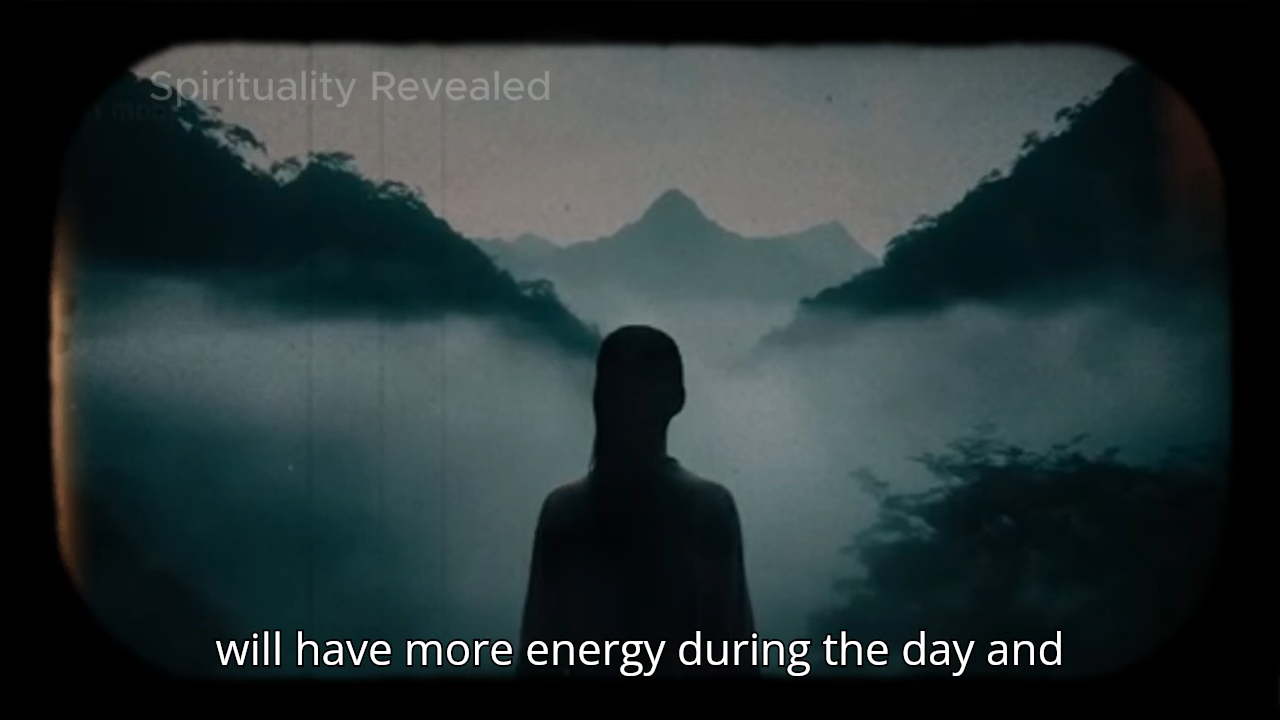 Spirituality Revealed
will have more energy during the day and